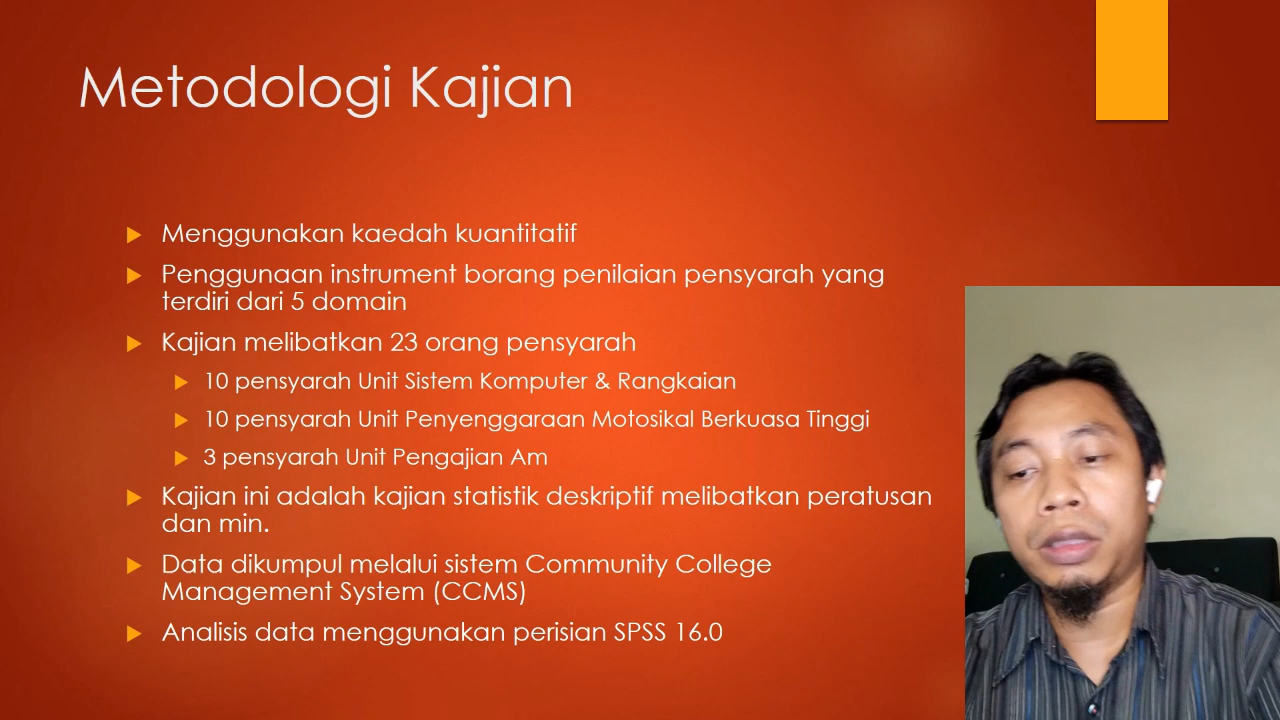 Metodologi Kajian
Menggunakan kaedah kuantitatif
Penggunaan instrument borang penilaian pensyarah yang
terdiri dari 5 domain
Kajian melibatkan 23 orang pensyarah
10 pensyarah Unit Sistem Komputer & Rangkaian
10 pensyarah Unit Penyenggaraan Motosikal Berkuasa Tinggi
3 pensyarah Unit Pengajian Am
Kajian ini adalah kajian statistik deskriptif melibatkan peratusan
dan min.
Data dikumpul melalui sistem Community College
Management System (CCMS)
Analisis data menggunakan perisian SPSS 16.0